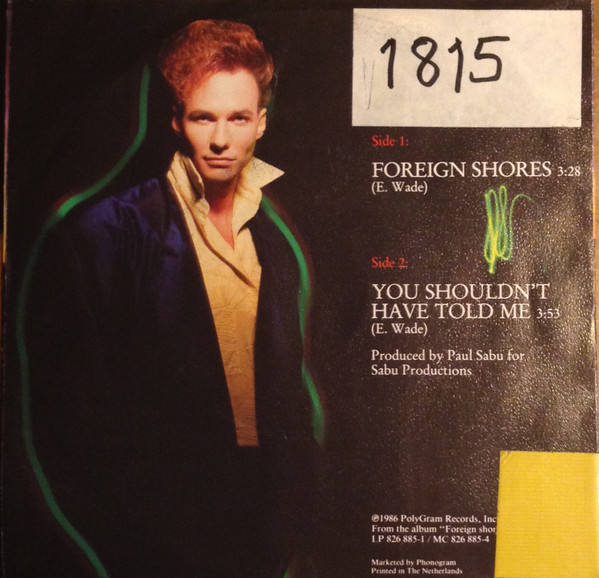 1815
Side 1:
FOREIGN SHORES 3:28
(E. Wade)
Side 2:
YOU SHOULDN'T
HAVE TOLD ME 3:53
(E. Wade)
Produced by Paul Sabu for
Sabu Productions
℗1986 PolyGram Records, Inc
From the album "Foreign shor
LP 826 885-1 / MC 826 885-4
Marketed by Phonogram
Printed in The Netherlands